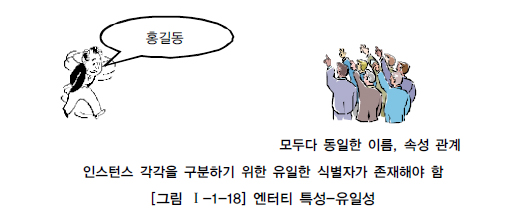 홍길동
모두다 동일한 이름, 속성 관계
인스턴스 각각을 구분하기 위한 유일한 식별자가 존재해야 함
[그림 Ⅰ-1-18] 엔터티 특성-유일성